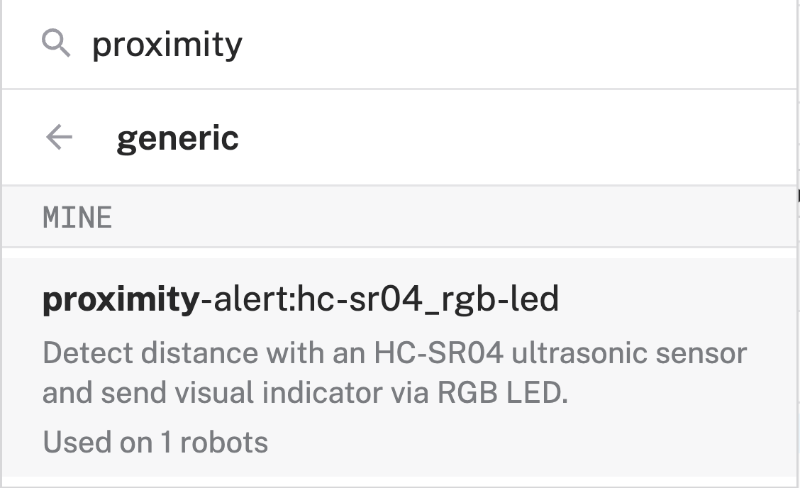 proximity
generic
MINE
proximity-alert:hc-sr04_rgb-led
Detect distance with an HC-SR04 ultrasonic sensor
and send visual indicator via RGB LED.
Used on 1 robots